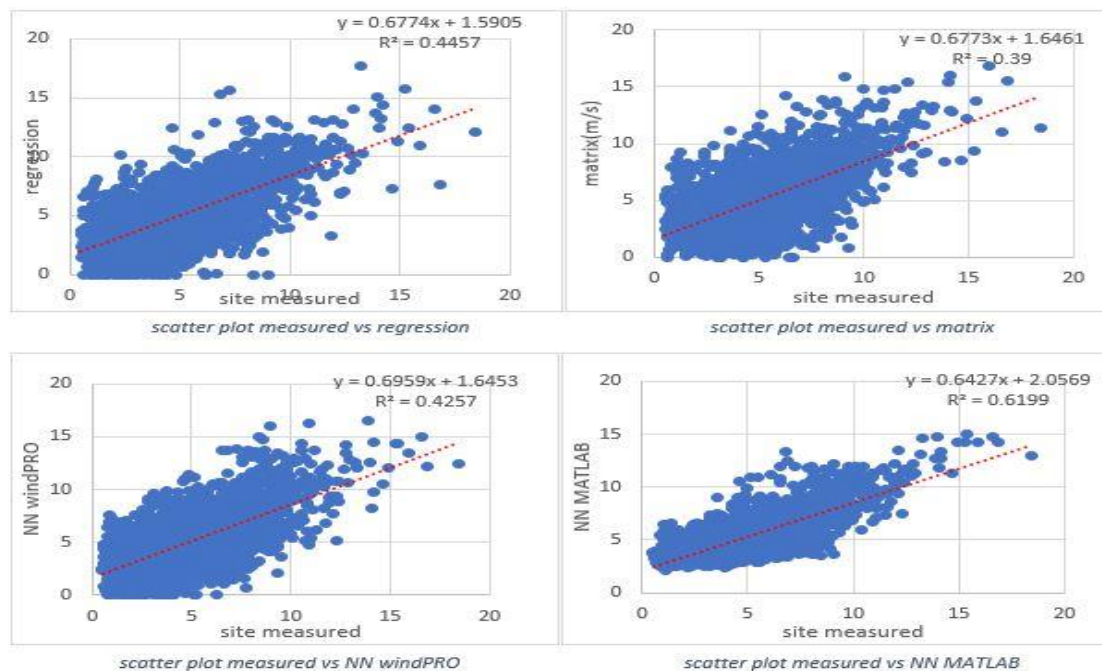 y = 0.6774x + 1.5905
R² = 0.4457
20
15
10
5
0
regression
0 5 10 15 20
site measured
scatter plot measured vs regression
y = 0.6773x + 1.6461
R² = 0.39
20
15
10
5
0
matrix(m/s)
0 5 10 15 20
site measured
scatter plot measured vs matrix
y = 0.6959x + 1.6453
R² = 0.4257
20
15
10
5
0
NN windPRO
0 5 10 15 20
site measured
scatter plot measured vs NN windPRO
y = 0.6427x + 2.0569
R² = 0.6199
20
15
10
5
0
NN MATLAB
0 5 10 15 20
site measured
scatter plot measured vs NN MATLAB